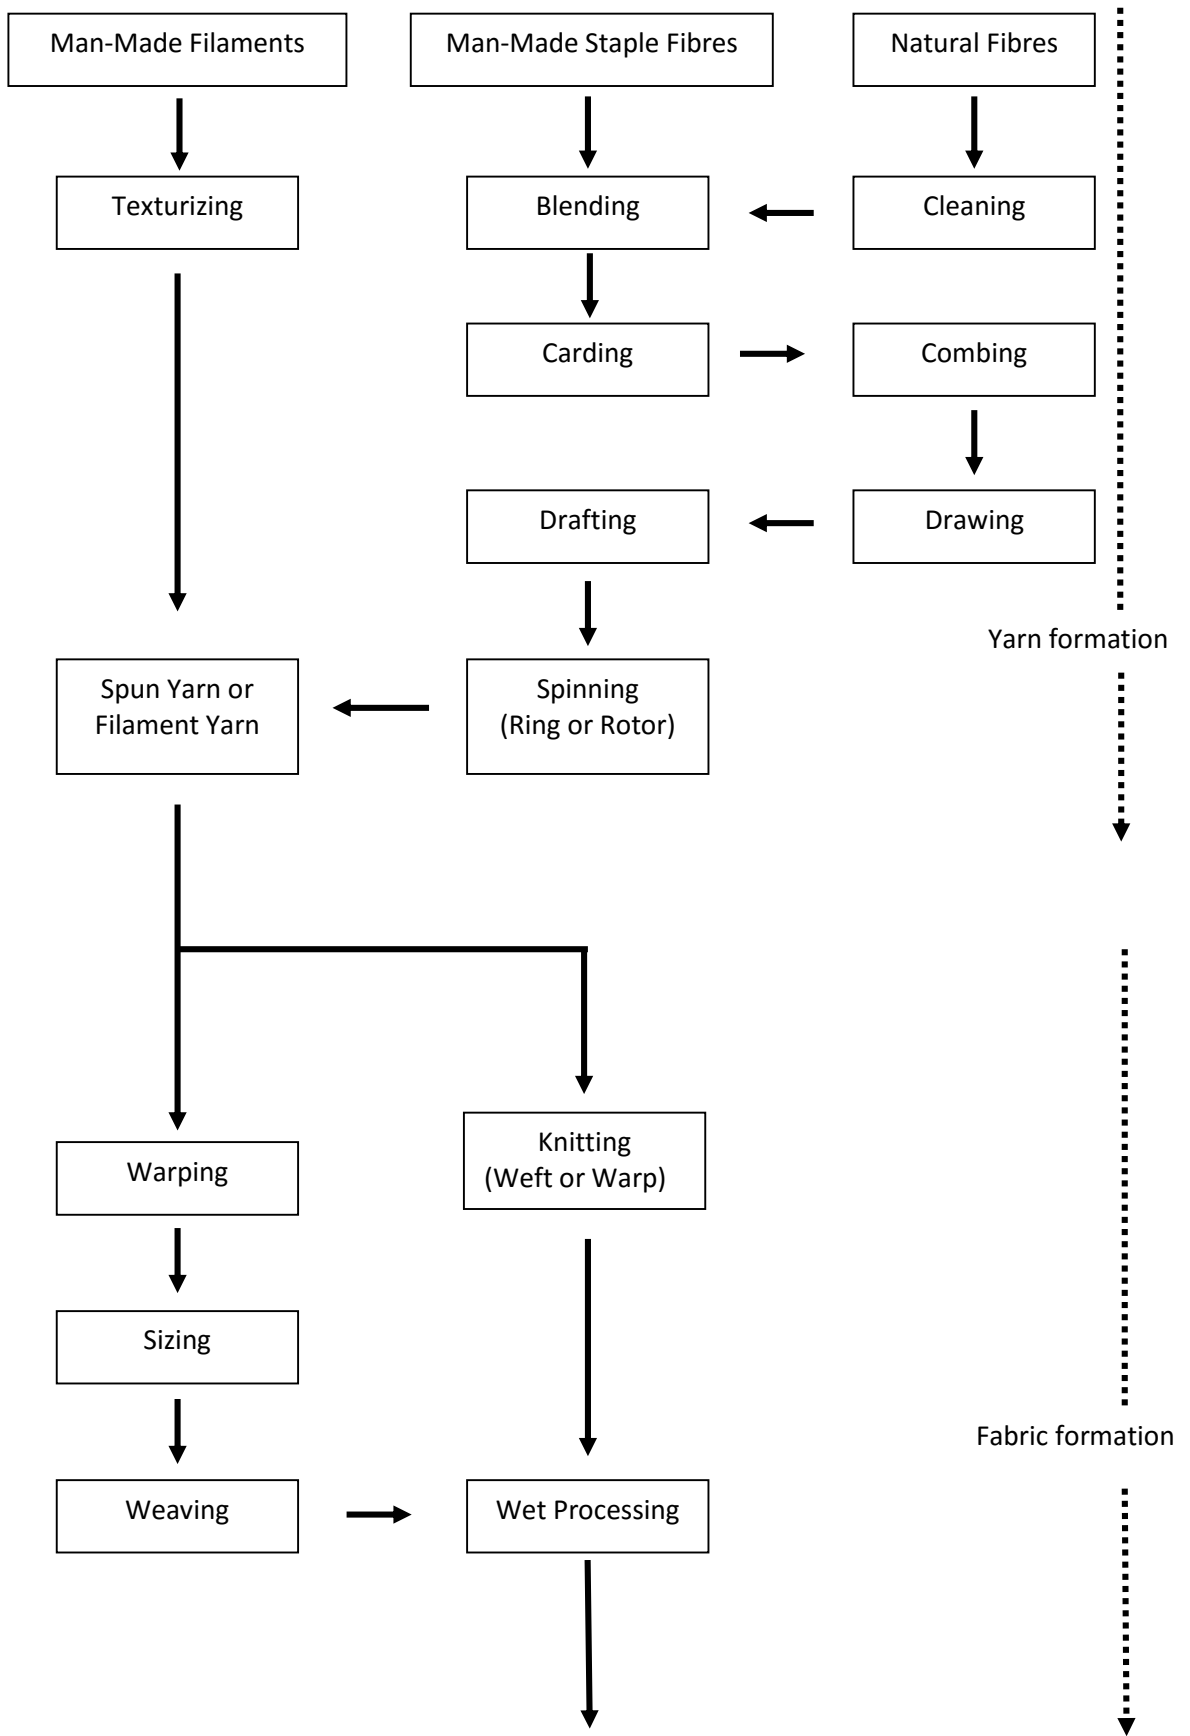 Man-Made Filaments
Man-Made Staple Fibres
Natural Fibres
Texturizing
Blending
Cleaning
Carding
Combing
Drafting
Drawing
Yarn formation
Spun Yarn or
Filament Yarn
Spinning
(Ring or Rotor)
Warping
Knitting
(Weft or Warp)
Sizing
Fabric formation
Weaving
Wet Processing